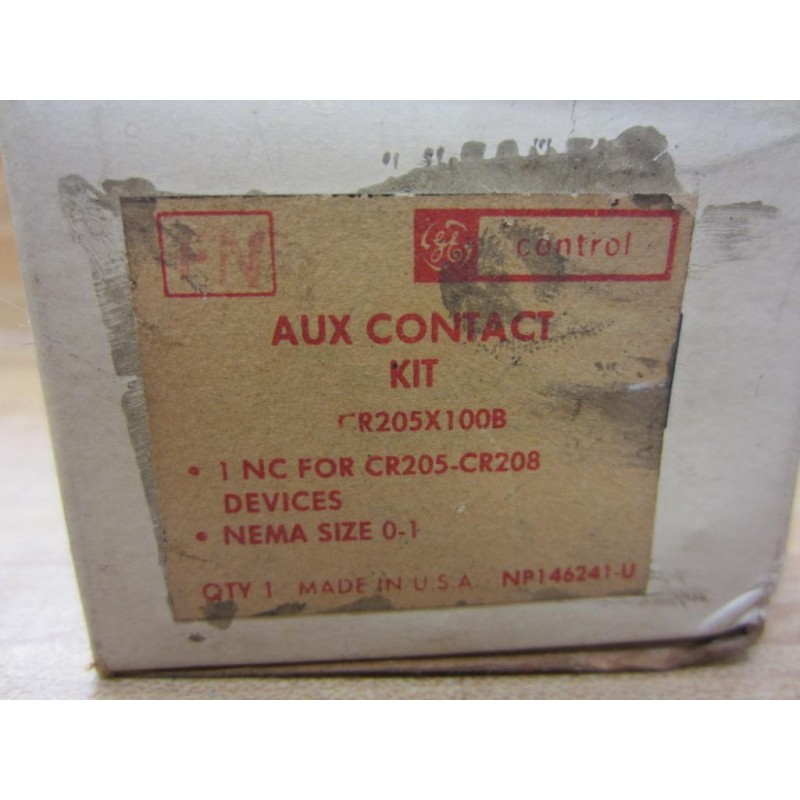 control
AUX CONTACT
KIT
CR205X100B
• 1 NC FOR CR205-CR208
DEVICES
• NEMA SIZE 0-1
QTY 1 MADE IN U.S.A. NP146241-U